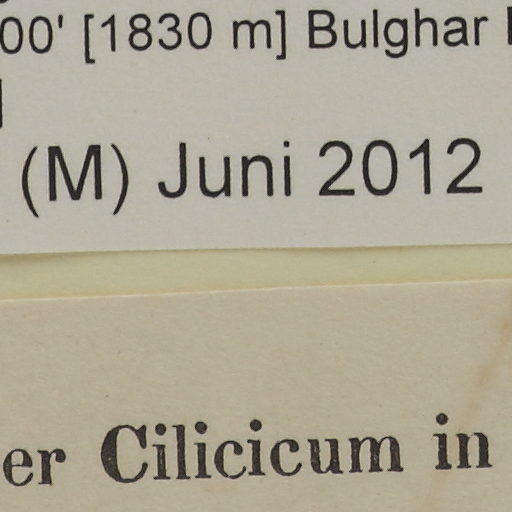 00' [1830 m] Bulghar
(M) Juni 2012
er Cilicicum in